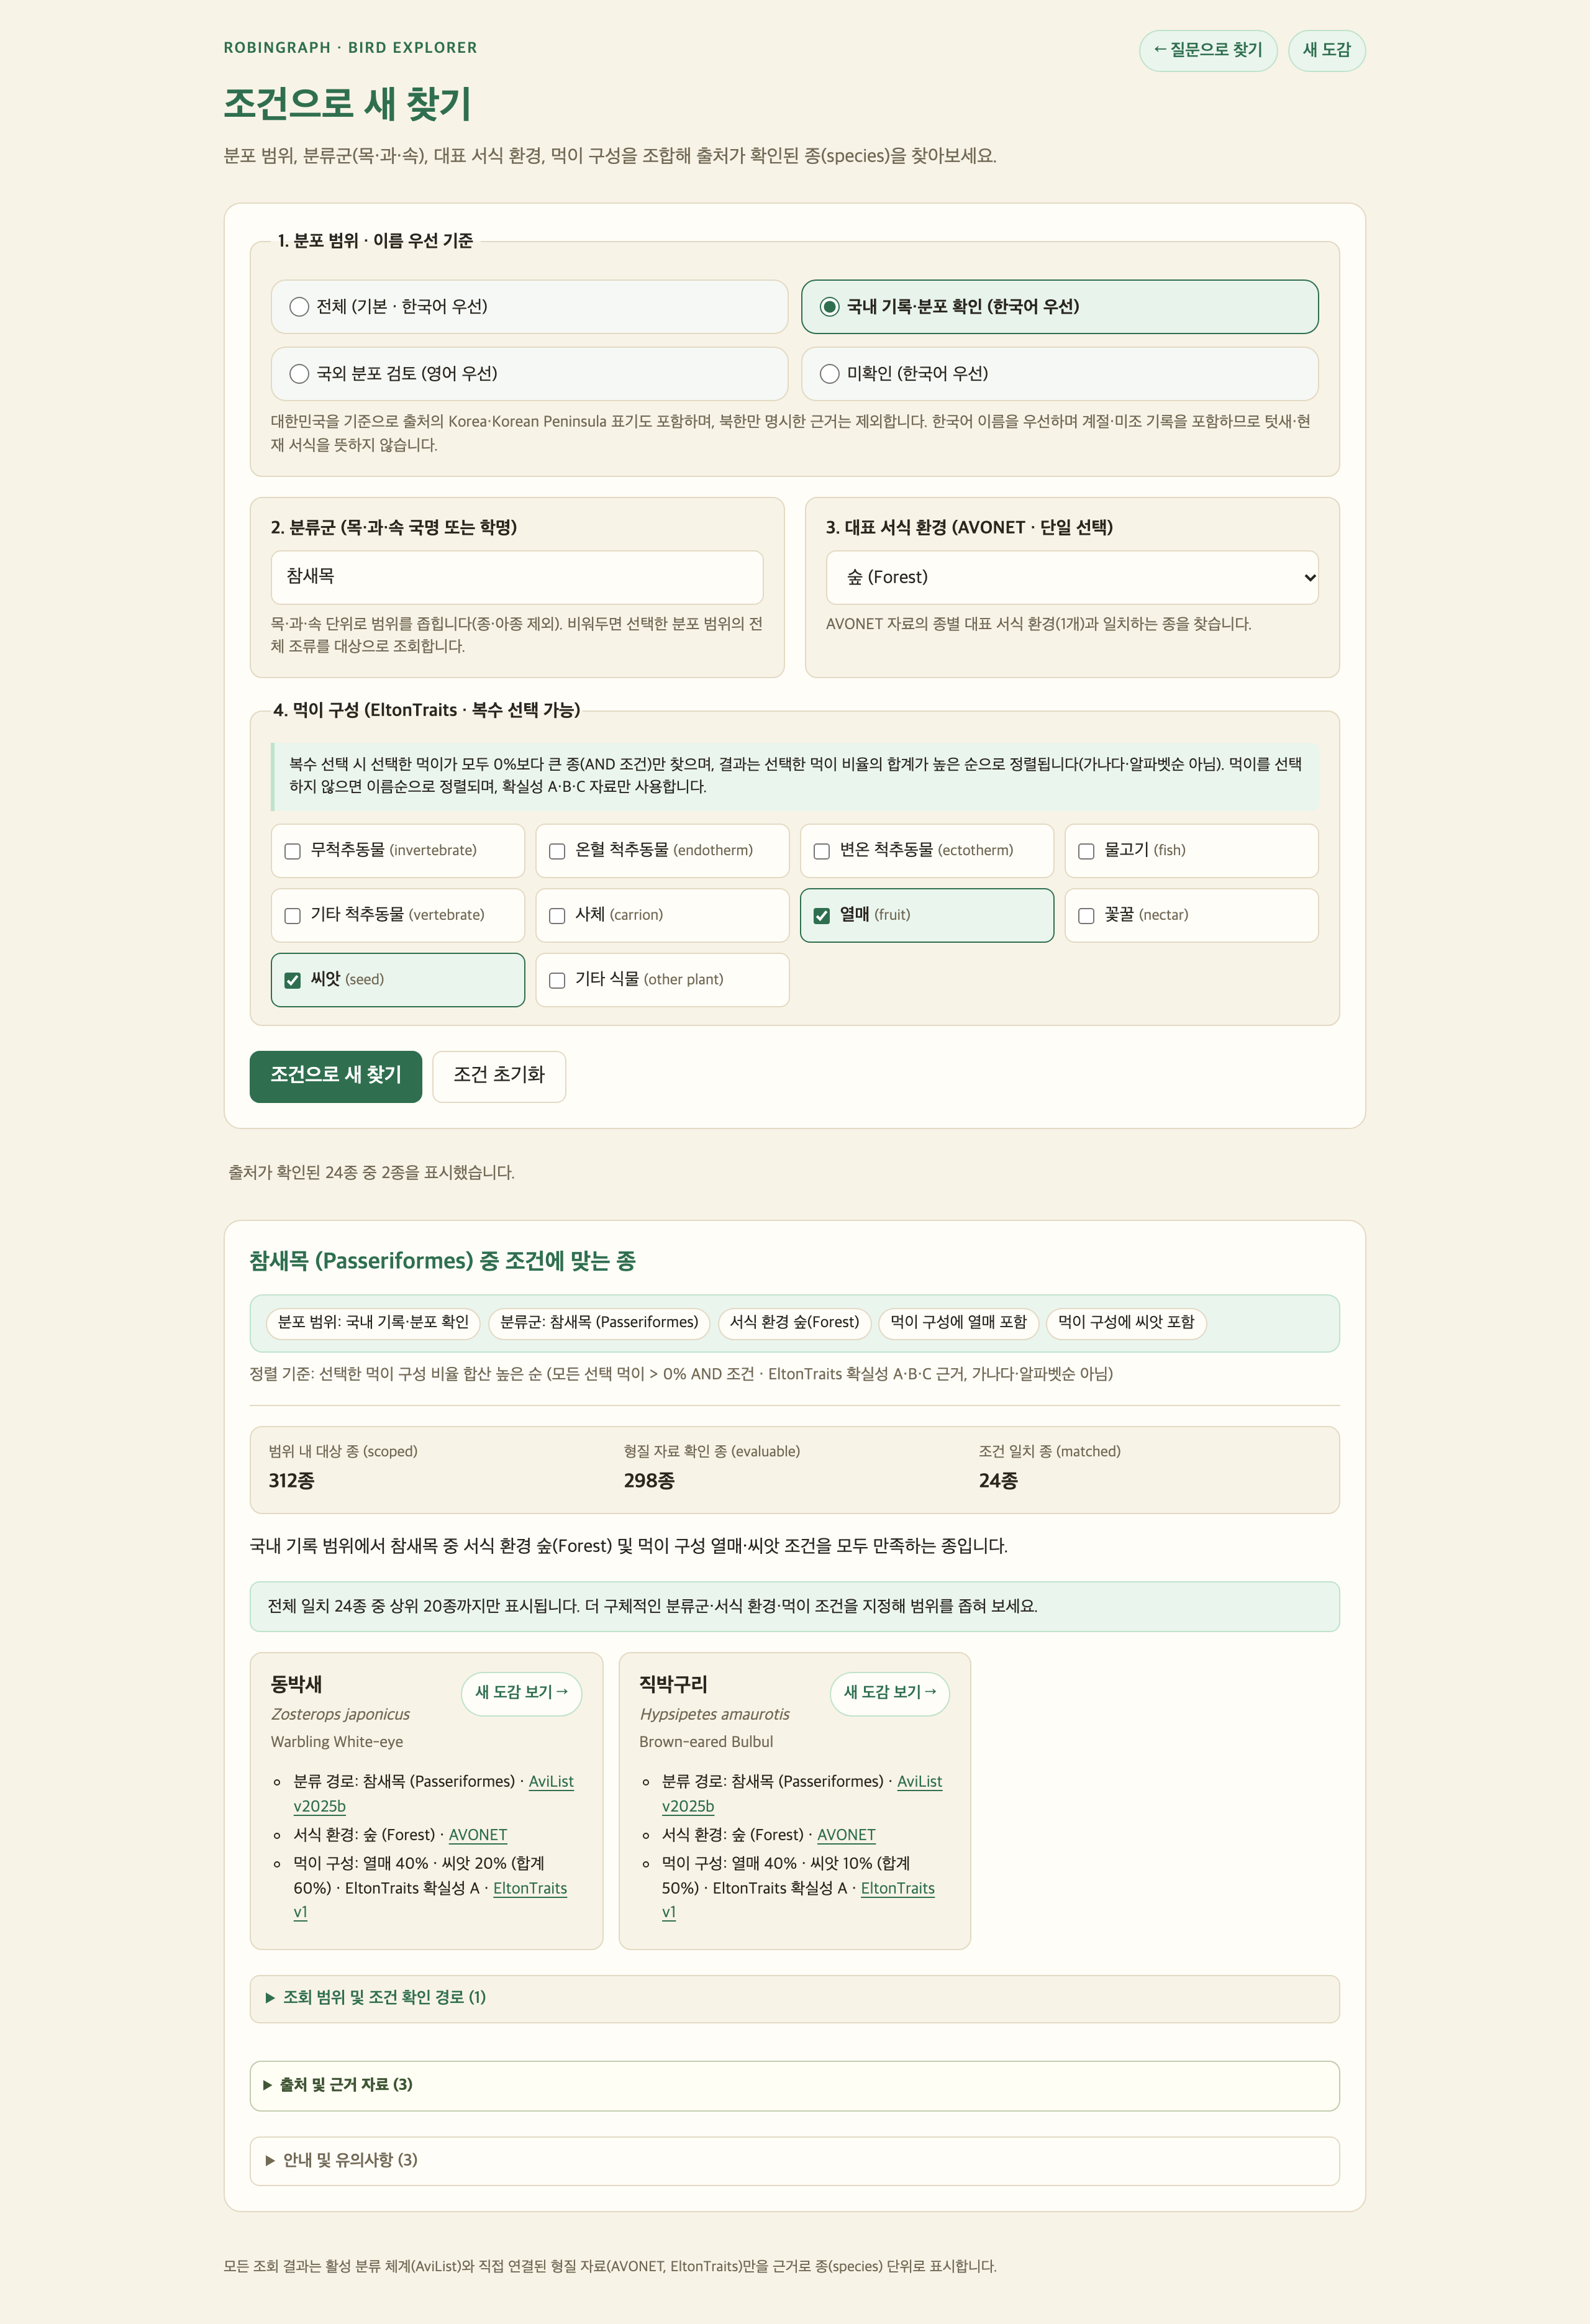 ROBINGRAPH · BIRD EXPLORER
← 질문으로 찾기
새 도감
조건으로 새 찾기
분포 범위, 분류군(목·과·속), 대표 서식 환경, 먹이 구성을 조합해 출처가 확인된 종(species)을 찾아보세요.
1. 분포 범위 · 이름 우선 기준
전체 (기본 · 한국어 우선)
국내 기록·분포 확인 (한국어 우선)
국외 분포 검토 (영어 우선)
미확인 (한국어 우선)
대한민국을 기준으로 출처의 Korea·Korean Peninsula 표기도 포함하며, 북한만 명시한 근거는 제외합니다. 한국어 이름을 우선하며 계절·미조 기록을 포함하므로 텃새·현
재 서식을 뜻하지 않습니다.
2. 분류군 (목·과·속 국명 또는 학명)
참새목
목·과·속 단위로 범위를 좁힙니다(종·아종 제외). 비워두면 선택한 분포 범위의 전
체 조류를 대상으로 조회합니다.
3. 대표 서식 환경 (AVONET · 단일 선택)
숲 (Forest)
AVONET 자료의 종별 대표 서식 환경(1개)과 일치하는 종을 찾습니다.
4. 먹이 구성 (EltonTraits · 복수 선택 가능)
복수 선택 시 선택한 먹이가 모두 0%보다 큰 종(AND 조건)만 찾으며, 결과는 선택한 먹이 비율의 합계가 높은 순으로 정렬됩니다(가나다·알파벳순 아님). 먹이를 선택
하지 않으면 이름순으로 정렬되며, 확실성 A·B·C 자료만 사용합니다.
무척추동물 (invertebrate)
온혈 척추동물 (endotherm)
변온 척추동물 (ectotherm)
물고기 (fish)
기타 척추동물 (vertebrate)
사체 (carrion)
열매 (fruit)
꽃꿀 (nectar)
씨앗 (seed)
기타 식물 (other plant)
조건으로 새 찾기
조건 초기화
출처가 확인된 24종 중 2종을 표시했습니다.
참새목 (Passeriformes) 중 조건에 맞는 종
분포 범위: 국내 기록·분포 확인
분류군: 참새목 (Passeriformes)
서식 환경 숲(Forest)
먹이 구성에 열매 포함
먹이 구성에 씨앗 포함
정렬 기준: 선택한 먹이 구성 비율 합산 높은 순 (모든 선택 먹이 > 0% AND 조건 · EltonTraits 확실성 A·B·C 근거, 가나다·알파벳순 아님)
범위 내 대상 종 (scoped)
312종
형질 자료 확인 종 (evaluable)
298종
조건 일치 종 (matched)
24종
국내 기록 범위에서 참새목 중 서식 환경 숲(Forest) 및 먹이 구성 열매·씨앗 조건을 모두 만족하는 종입니다.
전체 일치 24종 중 상위 20종까지만 표시됩니다. 더 구체적인 분류군·서식 환경·먹이 조건을 지정해 범위를 좁혀 보세요.
동박새
새 도감 보기 →
Zosterops japonicus
Warbling White-eye
분류 경로: 참새목 (Passeriformes) · AviList
v2025b
서식 환경: 숲 (Forest) · AVONET
먹이 구성: 열매 40% · 씨앗 20% (합계
60%) · EltonTraits 확실성 A · EltonTraits
v1
직박구리
새 도감 보기 →
Hypsipetes amaurotis
Brown-eared Bulbul
분류 경로: 참새목 (Passeriformes) · AviList
v2025b
서식 환경: 숲 (Forest) · AVONET
먹이 구성: 열매 40% · 씨앗 10% (합계
50%) · EltonTraits 확실성 A · EltonTraits
v1
▶ 조회 범위 및 조건 확인 경로 (1)
▶ 출처 및 근거 자료 (3)
▶ 안내 및 유의사항 (3)
모든 조회 결과는 활성 분류 체계(AviList)와 직접 연결된 형질 자료(AVONET, EltonTraits)만을 근거로 종(species) 단위로 표시합니다.